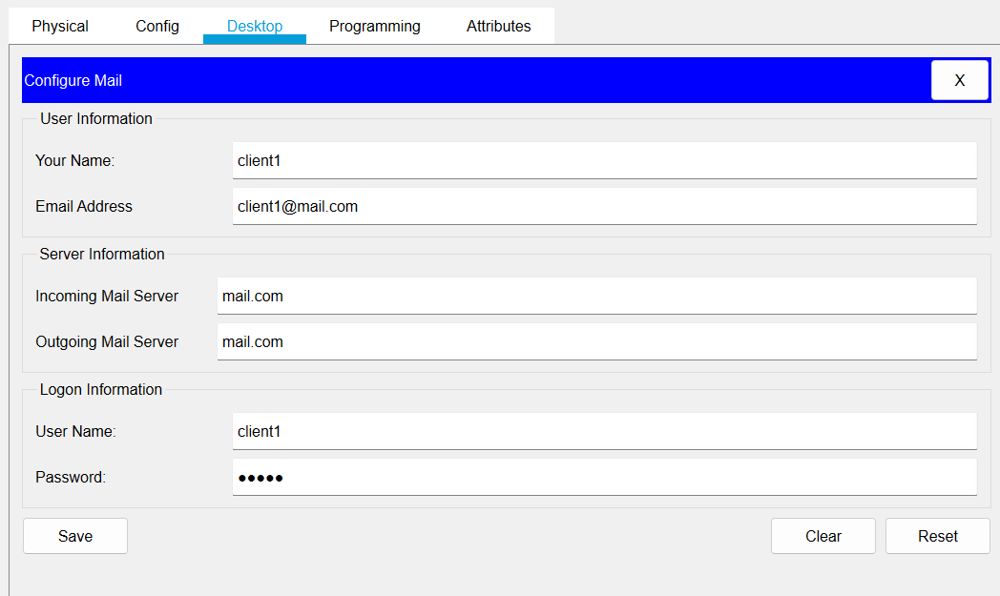 Physical Config Desktop Programming Attributes
Configure Mail X
User Information
Your Name: client1
Email Address client1@mail.com
Server Information
Incoming Mail Server mail.com
Outgoing Mail Server mail.com
Logon Information
User Name: client1
Password: ●●●●●
Save Clear Reset